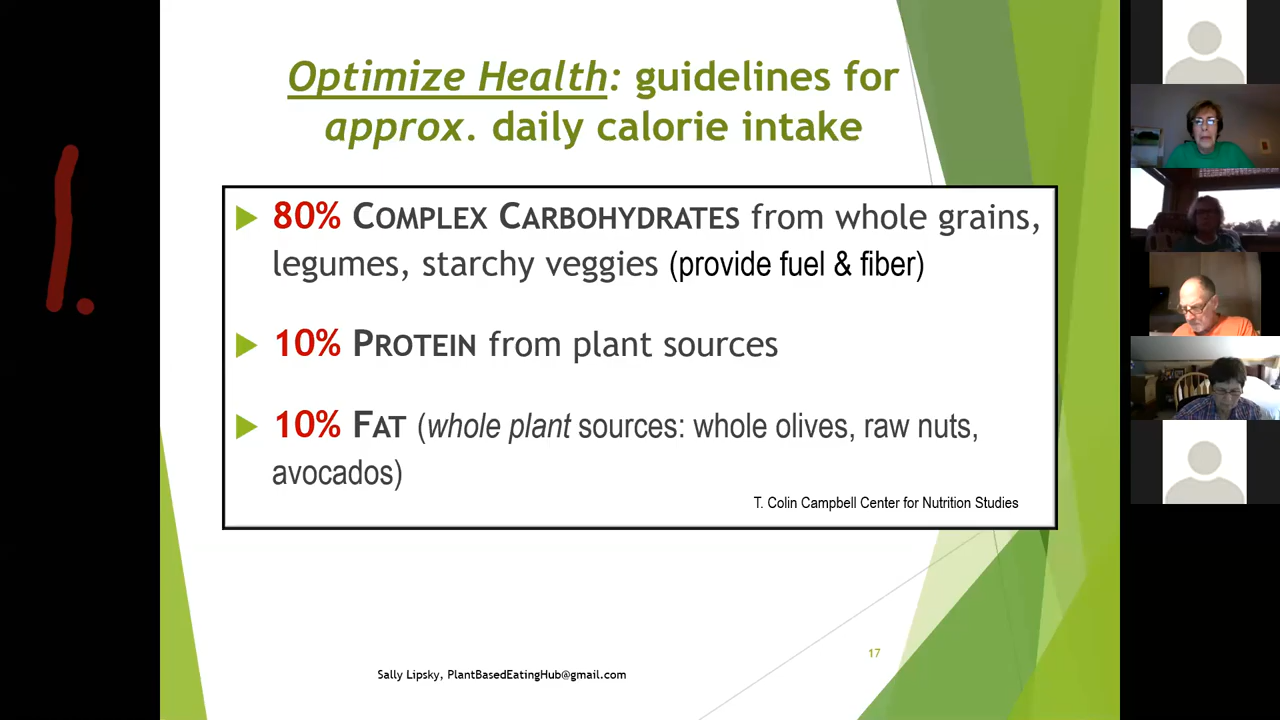 1.
Optimize Health: guidelines for
approx. daily calorie intake
80% COMPLEX CARBOHYDRATES from whole grains,
legumes, starchy veggies (provide fuel & fiber)
10% PROTEIN from plant sources
10% FAT (whole plant sources: whole olives, raw nuts,
avocados)
T. Colin Campbell Center for Nutrition Studies
17
Sally Lipsky, PlantBasedEatingHub@gmail.com